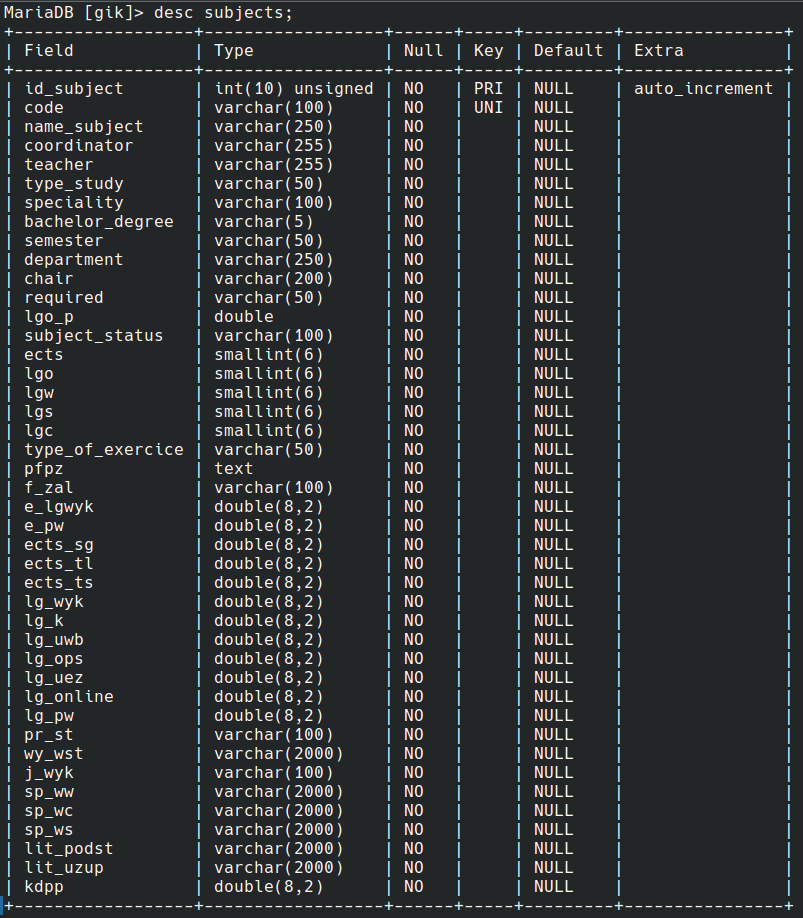 MariaDB [gik]> desc subjects;
+------------------+------------------+------+-----+---------+----------------+
| Field            | Type             | Null | Key | Default | Extra          |
+------------------+------------------+------+-----+---------+----------------+
| id_subject       | int(10) unsigned | NO   | PRI | NULL    | auto_increment |
| code             | varchar(100)     | NO   | UNI | NULL    |                |
| name_subject     | varchar(250)     | NO   |     | NULL    |                |
| coordinator      | varchar(255)     | NO   |     | NULL    |                |
| teacher          | varchar(255)     | NO   |     | NULL    |                |
| type_study       | varchar(50)      | NO   |     | NULL    |                |
| speciality       | varchar(100)     | NO   |     | NULL    |                |
| bachelor_degree  | varchar(5)       | NO   |     | NULL    |                |
| semester         | varchar(50)      | NO   |     | NULL    |                |
| department       | varchar(250)     | NO   |     | NULL    |                |
| chair            | varchar(200)     | NO   |     | NULL    |                |
| required         | varchar(50)      | NO   |     | NULL    |                |
| lgo_p            | double           | NO   |     | NULL    |                |
| subject_status   | varchar(100)     | NO   |     | NULL    |                |
| ects             | smallint(6)      | NO   |     | NULL    |                |
| lgo              | smallint(6)      | NO   |     | NULL    |                |
| lgw              | smallint(6)      | NO   |     | NULL    |                |
| lgs              | smallint(6)      | NO   |     | NULL    |                |
| lgc              | smallint(6)      | NO   |     | NULL    |                |
| type_of_exercice | varchar(50)      | NO   |     | NULL    |                |
| pfpz             | text             | NO   |     | NULL    |                |
| f_zal            | varchar(100)     | NO   |     | NULL    |                |
| e_lgwyk          | double(8,2)      | NO   |     | NULL    |                |
| e_pw             | double(8,2)      | NO   |     | NULL    |                |
| ects_sg          | double(8,2)      | NO   |     | NULL    |                |
| ects_tl          | double(8,2)      | NO   |     | NULL    |                |
| ects_ts          | double(8,2)      | NO   |     | NULL    |                |
| lg_wyk           | double(8,2)      | NO   |     | NULL    |                |
| lg_k             | double(8,2)      | NO   |     | NULL    |                |
| lg_uwb           | double(8,2)      | NO   |     | NULL    |                |
| lg_ops           | double(8,2)      | NO   |     | NULL    |                |
| lg_uez           | double(8,2)      | NO   |     | NULL    |                |
| lg_online        | double(8,2)      | NO   |     | NULL    |                |
| lg_pw            | double(8,2)      | NO   |     | NULL    |                |
| pr_st            | varchar(100)     | NO   |     | NULL    |                |
| wy_wst           | varchar(2000)    | NO   |     | NULL    |                |
| j_wyk            | varchar(100)     | NO   |     | NULL    |                |
| sp_ww            | varchar(2000)    | NO   |     | NULL    |                |
| sp_wc            | varchar(2000)    | NO   |     | NULL    |                |
| sp_ws            | varchar(2000)    | NO   |     | NULL    |                |
| lit_podst        | varchar(2000)    | NO   |     | NULL    |                |
| lit_uzup         | varchar(2000)    | NO   |     | NULL    |                |
| kdpp             | double(8,2)      | NO   |     | NULL    |                |
+------------------+------------------+------+-----+---------+----------------+